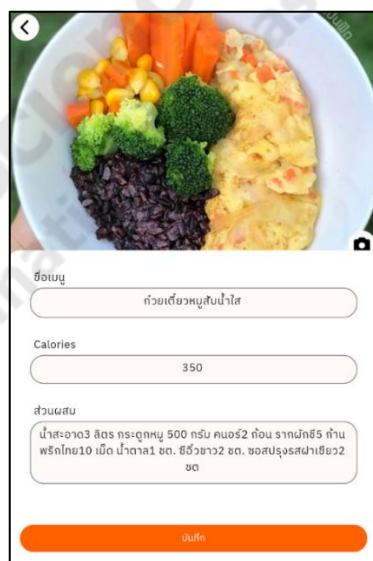 ชื่อเมนู
ก๋วยเตี๋ยวหมูสับน้ำใส
Calories
350
ส่วนผสม
น้ำสะอาด3 ลิตร กระดูกหมู 500 กรัม คนอร์2 ก้อน รากผักชี5 ก้าน
พริกไทย10 เม็ด น้ำตาล1 ชต. ซีอิ๊วขาว2 ชต. ซอสปรุงรสฝาเขียว2
ชต
บันทึก